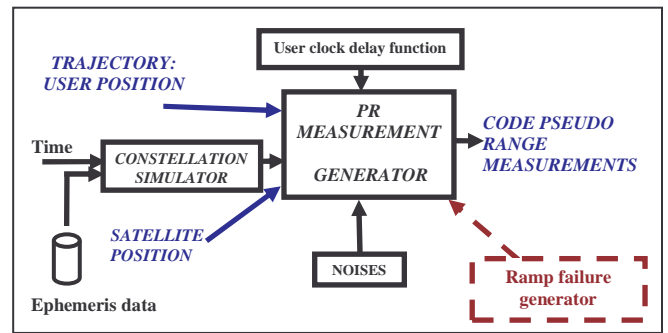 User clock delay function
TRAJECTORY:
USER POSITION
PR
MEASUREMENT
GENERATOR
CODE PSEUDO
RANGE
MEASUREMENTS
Time
CONSTELLATION
SIMULATOR
SATELLITE
POSITION
NOISES
Ramp failure
generator
Ephemeris data